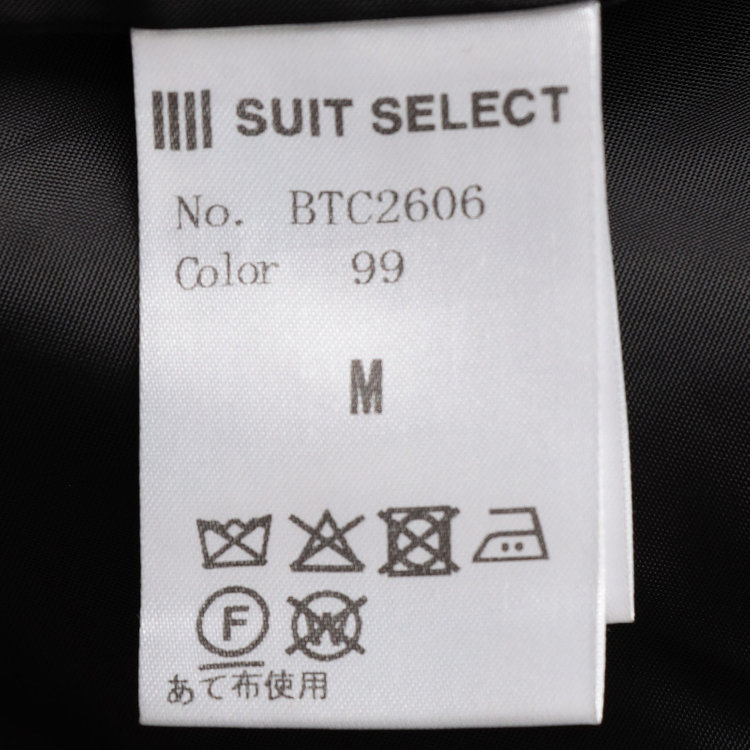 SUIT SELECT
No. BTC2606
Color 99
M
F W
あて布使用